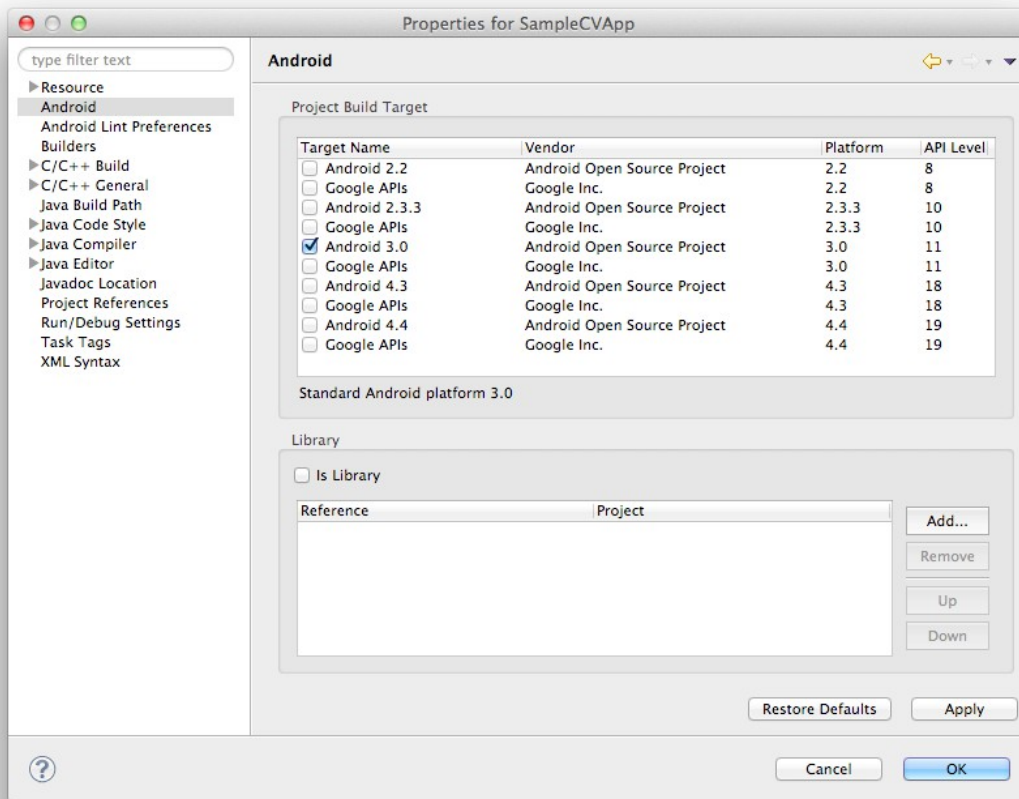 Properties for SampleCVApp
type filter text
Resource
Android
Android Lint Preferences
Builders
C/C++ Build
C/C++ General
Java Build Path
Java Code Style
Java Compiler
Java Editor
Javadoc Location
Project References
Run/Debug Settings
Task Tags
XML Syntax
Android
Project Build Target
Target Name Vendor Platform API Level
Android 2.2 Android Open Source Project 2.2 8
Google APIs Google Inc. 2.2 8
Android 2.3.3 Android Open Source Project 2.3.3 10
Google APIs Google Inc. 2.3.3 10
Android 3.0 Android Open Source Project 3.0 11
Google APIs Google Inc. 3.0 11
Android 4.3 Android Open Source Project 4.3 18
Google APIs Google Inc. 4.3 18
Android 4.4 Android Open Source Project 4.4 19
Google APIs Google Inc. 4.4 19
Standard Android platform 3.0
Library
Is Library
Reference Project
Add...
Remove
Up
Down
Restore Defaults Apply
? Cancel OK